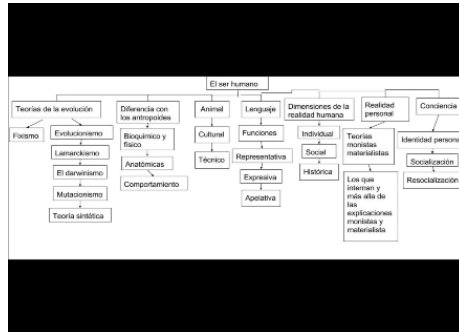 El ser humano
Teorías de la evolución
Fixismo
Evolucionismo
Lamarckismo
El darwinismo
Mutacionismo
Teoría sintética
Diferencia con
los antropoides
Bioquímico y
físico
Anatómicas
Comportamiento
Animal
Cultural
Técnico
Lenguaje
Funciones
Representativa
Expresiva
Apelativa
Dimensiones de la
realidad humana
Individual
Social
Histórica
Realidad
personal
Teorías
monistas
materialistas
Los que
intentan y
más alla de
las
explicaciones
monistas y
materialista
Conciencia
Identidad persona
Socialización
Resocialización